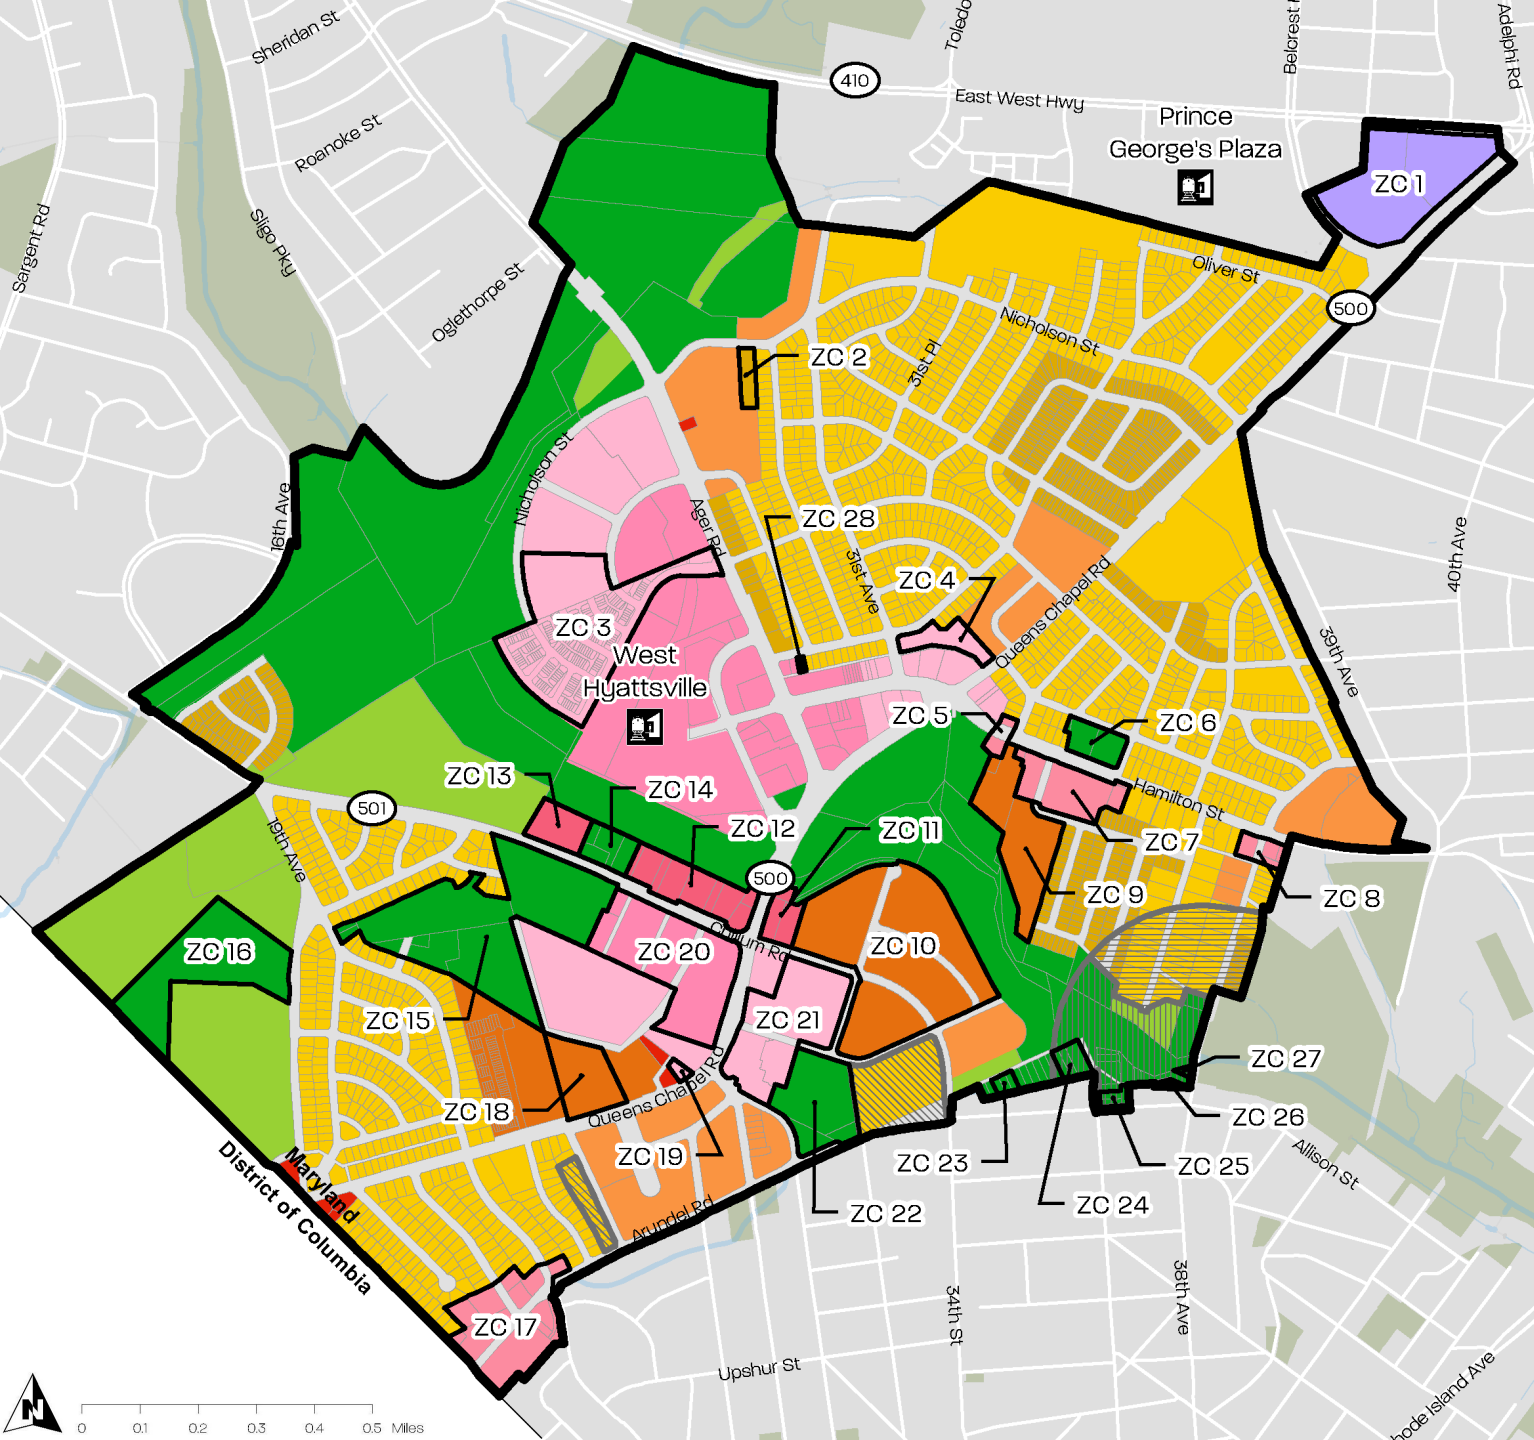 Sheridan St
Toledo
Belcrest
Adelphi Rd
410
East West Hwy
Prince
George's Plaza
Roanoke St
ZC 1
Sargent Rd
Sligo Pky
Oglethorpe St
Oliver St
500
Nicholson St
31st Pl
ZC 2
Nicholson St
16th Ave
Ager Rd
ZC 28
31st Ave
ZC 4
Queens Chapel Rd
40th Ave
39th Ave
ZC 3
West
Hyattsville
ZC 5
ZC 6
ZC 13
ZC 14
501
Hamilton St
ZC 12
ZC 11
ZC 7
19th Ave
500
ZC 9
ZC 8
Chillum Rd
ZC 16
ZC 20
ZC 10
ZC 15
ZC 21
ZC 27
ZC 18
Queens Chapel Rd
ZC 26
ZC 19
ZC 23
ZC 25
Allison St
Maryland
District of Columbia
ZC 24
ZC 22
Arundel Rd
34th St
38th Ave
ZC 17
Upshur St
hode Island Ave
N
0 0.1 0.2 0.3 0.4 0.5 Miles